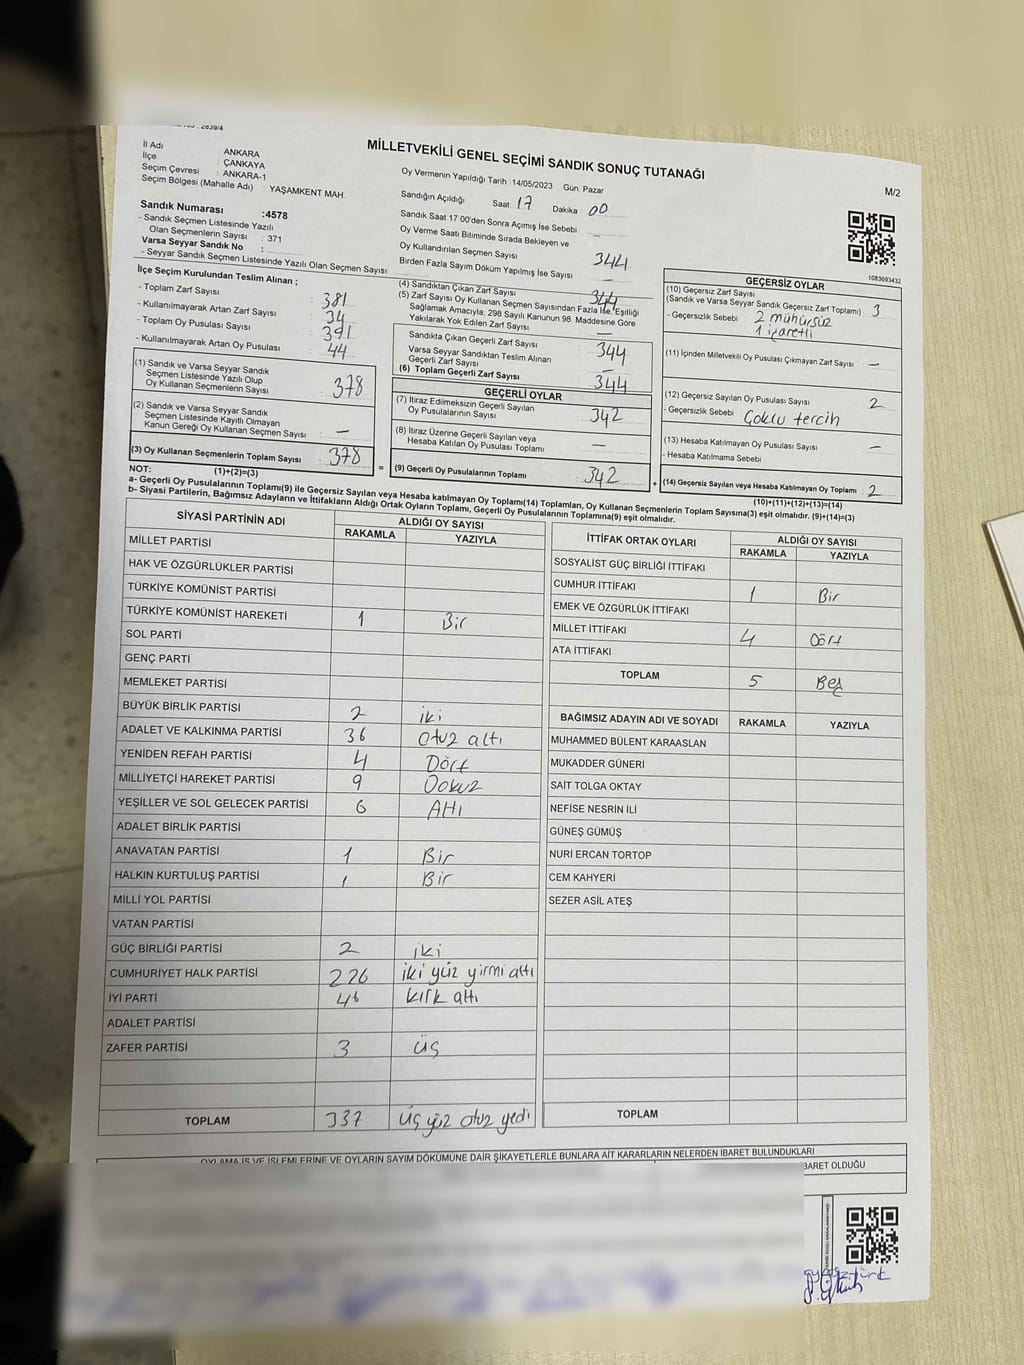 MİLLETVEKİLİ GENEL SEÇİMİ SANDIK SONUÇ TUTANAĞI
M/2
İl Adı : ANKARA
İlçe : ÇANKAYA
Seçim Çevresi : ANKARA-1
Seçim Bölgesi (Mahalle Adı) : YAŞAMKENT MAH.
Oy Vermenin Yapıldığı Tarih : 14/05/2023 Gün : Pazar
Sandığın Açıldığı Saat 17 Dakika 00
Sandık Saat 17:00'den Sonra Açımış İse Sebebi –
Oy Verme Saati Bitiminde Sırada Bekleyen ve
Oy Kullandırılan Seçmen Sayısı 344
Birden Fazla Sayım Döküm Yapılmış İse Sayısı –
Sandık Numarası :4578
- Sandık Seçmen Listesinde Yazılı
Olan Seçmenlerin Sayısı : 371
Varsa Seyyar Sandık No :
- Seyyar Sandık Seçmen Listesinde Yazılı Olan Seçmen Sayısı:
1083693432
İlçe Seçim Kurulundan Teslim Alınan ;
- Toplam Zarf Sayısı : 381
- Kullanılmayarak Artan Zarf Sayısı : 34
- Toplam Oy Pusulası Sayısı : 391
- Kullanılmayarak Artan Oy Pusulası : 44
(1) Sandık ve Varsa Seyyar Sandık
Seçmen Listesinde Yazılı Olup
Oy Kullanan Seçmenlerin Sayısı : 378
(2) Sandık ve Varsa Seyyar Sandık
Seçmen Listesinde Kayıtlı Olmayan
Kanun Gereği Oy Kullanan Seçmen Sayısı : –
(3) Oy Kullanan Seçmenlerin Toplam Sayısı : 378
(1)+(2)=(3)
(4) Sandıktan Çıkan Zarf Sayısı : 344
(5) Zarf Sayısı Oy Kullanan Seçmen Sayısından Fazla İse, Eşitliği
Sağlamak Amacıyla; 298 Sayılı Kanunun 98. Maddesine Göre
Yakılarak Yok Edilen Zarf Sayısı : –
Sandıkta Çıkan Geçerli Zarf Sayısı : 344
Varsa Seyyar Sandıktan Teslim Alınan
Geçerli Zarf Sayısı : –
(6) Toplam Geçerli Zarf Sayısı : 344
GEÇERLİ OYLAR
(7) İtiraz Edilmeksizin Geçerli Sayılan
Oy Pusulalarının Sayısı : 342
(8) İtiraz Üzerine Geçerli Sayılan veya
Hesaba Katılan Oy Pusulası Toplamı : –
= (9) Geçerli Oy Pusulalarının Toplamı : 342
GEÇERSİZ OYLAR
(10) Geçersiz Zarf Sayısı
(Sandık ve Varsa Seyyar Sandık Geçersiz Zarf Toplamı) : 3
- Geçersizlik Sebebi : 2 mühürsüz
1 işaretli
(11) İçinden Milletvekili Oy Pusulası Çıkmayan Zarf Sayısı : –
(12) Geçersiz Sayılan Oy Pusulası Sayısı : 2
- Geçersizlik Sebebi : Çoklu tercih
(13) Hesaba Katılmayan Oy Pusulası Sayısı : –
- Hesaba Katılmama Sebebi :
+ (14) Geçersiz Sayılan veya Hesaba Katılmayan Oy Toplamı : 2
(10)+(11)+(12)+(13)=(14)
NOT:
a- Geçerli Oy Pusulalarının Toplamı(9) ile Geçersiz Sayılan veya Hesaba katılmayan Oy Toplamı(14) Toplamları, Oy Kullanan Seçmenlerin Toplam Sayısına(3) eşit olmalıdır. (9)+(14)=(3)
b- Siyasi Partilerin, Bağımsız Adayların ve İttifakların Aldığı Ortak Oyların Toplamı, Geçerli Oy Pusulalarının Toplamına(9) eşit olmalıdır.
SİYASİ PARTİNİN ADI ALDIĞI OY SAYISI
RAKAMLA YAZIYLA
MİLLET PARTİSİ
HAK VE ÖZGÜRLÜKLER PARTİSİ
TÜRKİYE KOMÜNİST PARTİSİ
TÜRKİYE KOMÜNİST HAREKETİ 1 Bir
SOL PARTİ
GENÇ PARTİ
MEMLEKET PARTİSİ
BÜYÜK BİRLİK PARTİSİ 2 iki
ADALET VE KALKINMA PARTİSİ 36 otuz altı
YENİDEN REFAH PARTİSİ 4 Dört
MİLLİYETÇİ HAREKET PARTİSİ 9 Dokuz
YEŞİLLER VE SOL GELECEK PARTİSİ 6 Altı
ADALET BİRLİK PARTİSİ
ANAVATAN PARTİSİ 1 Bir
HALKIN KURTULUŞ PARTİSİ 1 Bir
MİLLİ YOL PARTİSİ
VATAN PARTİSİ
GÜÇ BİRLİĞİ PARTİSİ 2 iki
CUMHURİYET HALK PARTİSİ 226 iki yüz yirmi altı
İYİ PARTİ 46 kırk altı
ADALET PARTİSİ
ZAFER PARTİSİ 3 üç
TOPLAM 337 üç yüz otuz yedi
İTTİFAK ORTAK OYLARI ALDIĞI OY SAYISI
RAKAMLA YAZIYLA
SOSYALİST GÜÇ BİRLİĞİ İTTİFAKI
CUMHUR İTTİFAKI 1 Bir
EMEK VE ÖZGÜRLÜK İTTİFAKI
MİLLET İTTİFAKI 4 Dört
ATA İTTİFAKI
TOPLAM 5 Beş
BAĞIMSIZ ADAYIN ADI VE SOYADI RAKAMLA YAZIYLA
MUHAMMED BÜLENT KARAASLAN
MUKADDER GÜNERİ
SAİT TOLGA OKTAY
NEFİSE NESRİN İLİ
GÜNEŞ GÜMÜŞ
NURİ ERCAN TORTOP
CEM KAHYERİ
SEZER ASİL ATEŞ
TOPLAM
OYLAMA İŞ VE İŞLEMLERİNE VE OYLARIN SAYIM DÖKÜMÜNE DAİR ŞİKAYETLERLE BUNLARA AİT KARARLARIN NELERDEN İBARET BULUNDUKLARI
BARET OLDUĞU